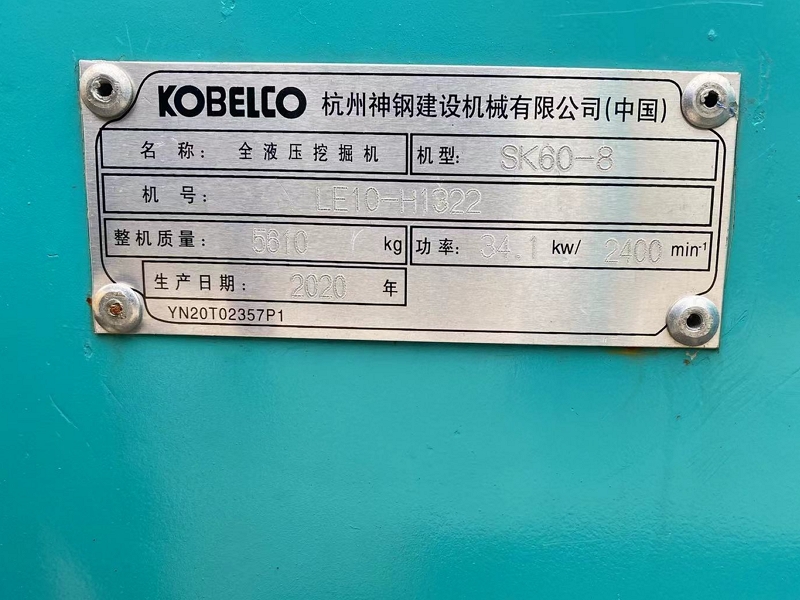 KOBELCO 杭州神钢建设机械有限公司(中国)
名称: 全液压挖掘机 机型: SK60-8
机号: LE10-H1322
整机质量: 5610 kg 功率: 34.1 kw/ 2400 min-1
生产日期: 2020 年
YN20T02357P1